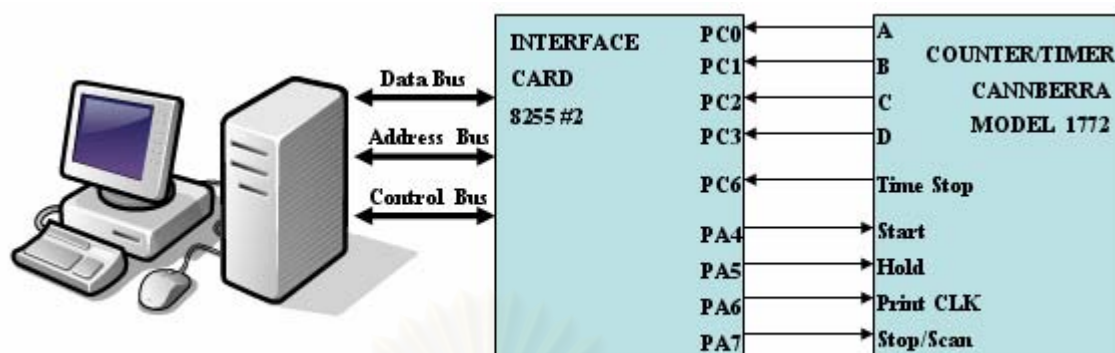 Data Bus
Address Bus
Control Bus
INTERFACE
CARD
8255 #2
PC0
PC1
PC2
PC3
PC6
PA4
PA5
PA6
PA7
A
B
C
D
Time Stop
Start
Hold
Print CLK
Stop/Scan
COUNTER/TIMER
CANNBERRA
MODEL 1772